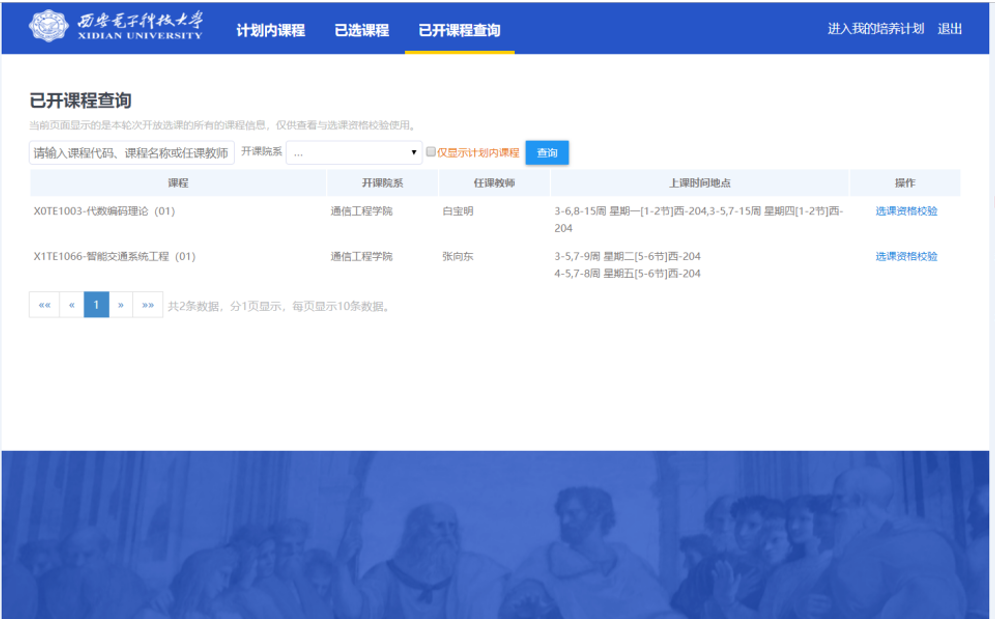 西安电子科技大学
XIDIAN UNIVERSITY
计划内课程 已选课程 已开课程查询 进入我的培养计划 退出
已开课程查询
当前页面显示的是本轮次开放选课的所有的课程信息，仅供查看与选课资格校验使用。
请输入课程代码、课程名称或任课教师 开课院系 ... 仅显示计划内课程 查询
课程 开课院系 任课教师 上课时间地点 操作
X0TE1003-代数编码理论（01） 通信工程学院 白宝明 3-6,8-15周 星期一[1-2节]西-204,3-5,7-15周 星期四[1-2节]西- 选课资格校验
204
X1TE1066-智能交通系统工程（01） 通信工程学院 张向东 3-5,7-9周 星期二[5-6节]西-204 选课资格校验
4-5,7-8周 星期五[5-6节]西-204
«« « 1 » »» 共2条数据，分1页显示，每页显示10条数据。